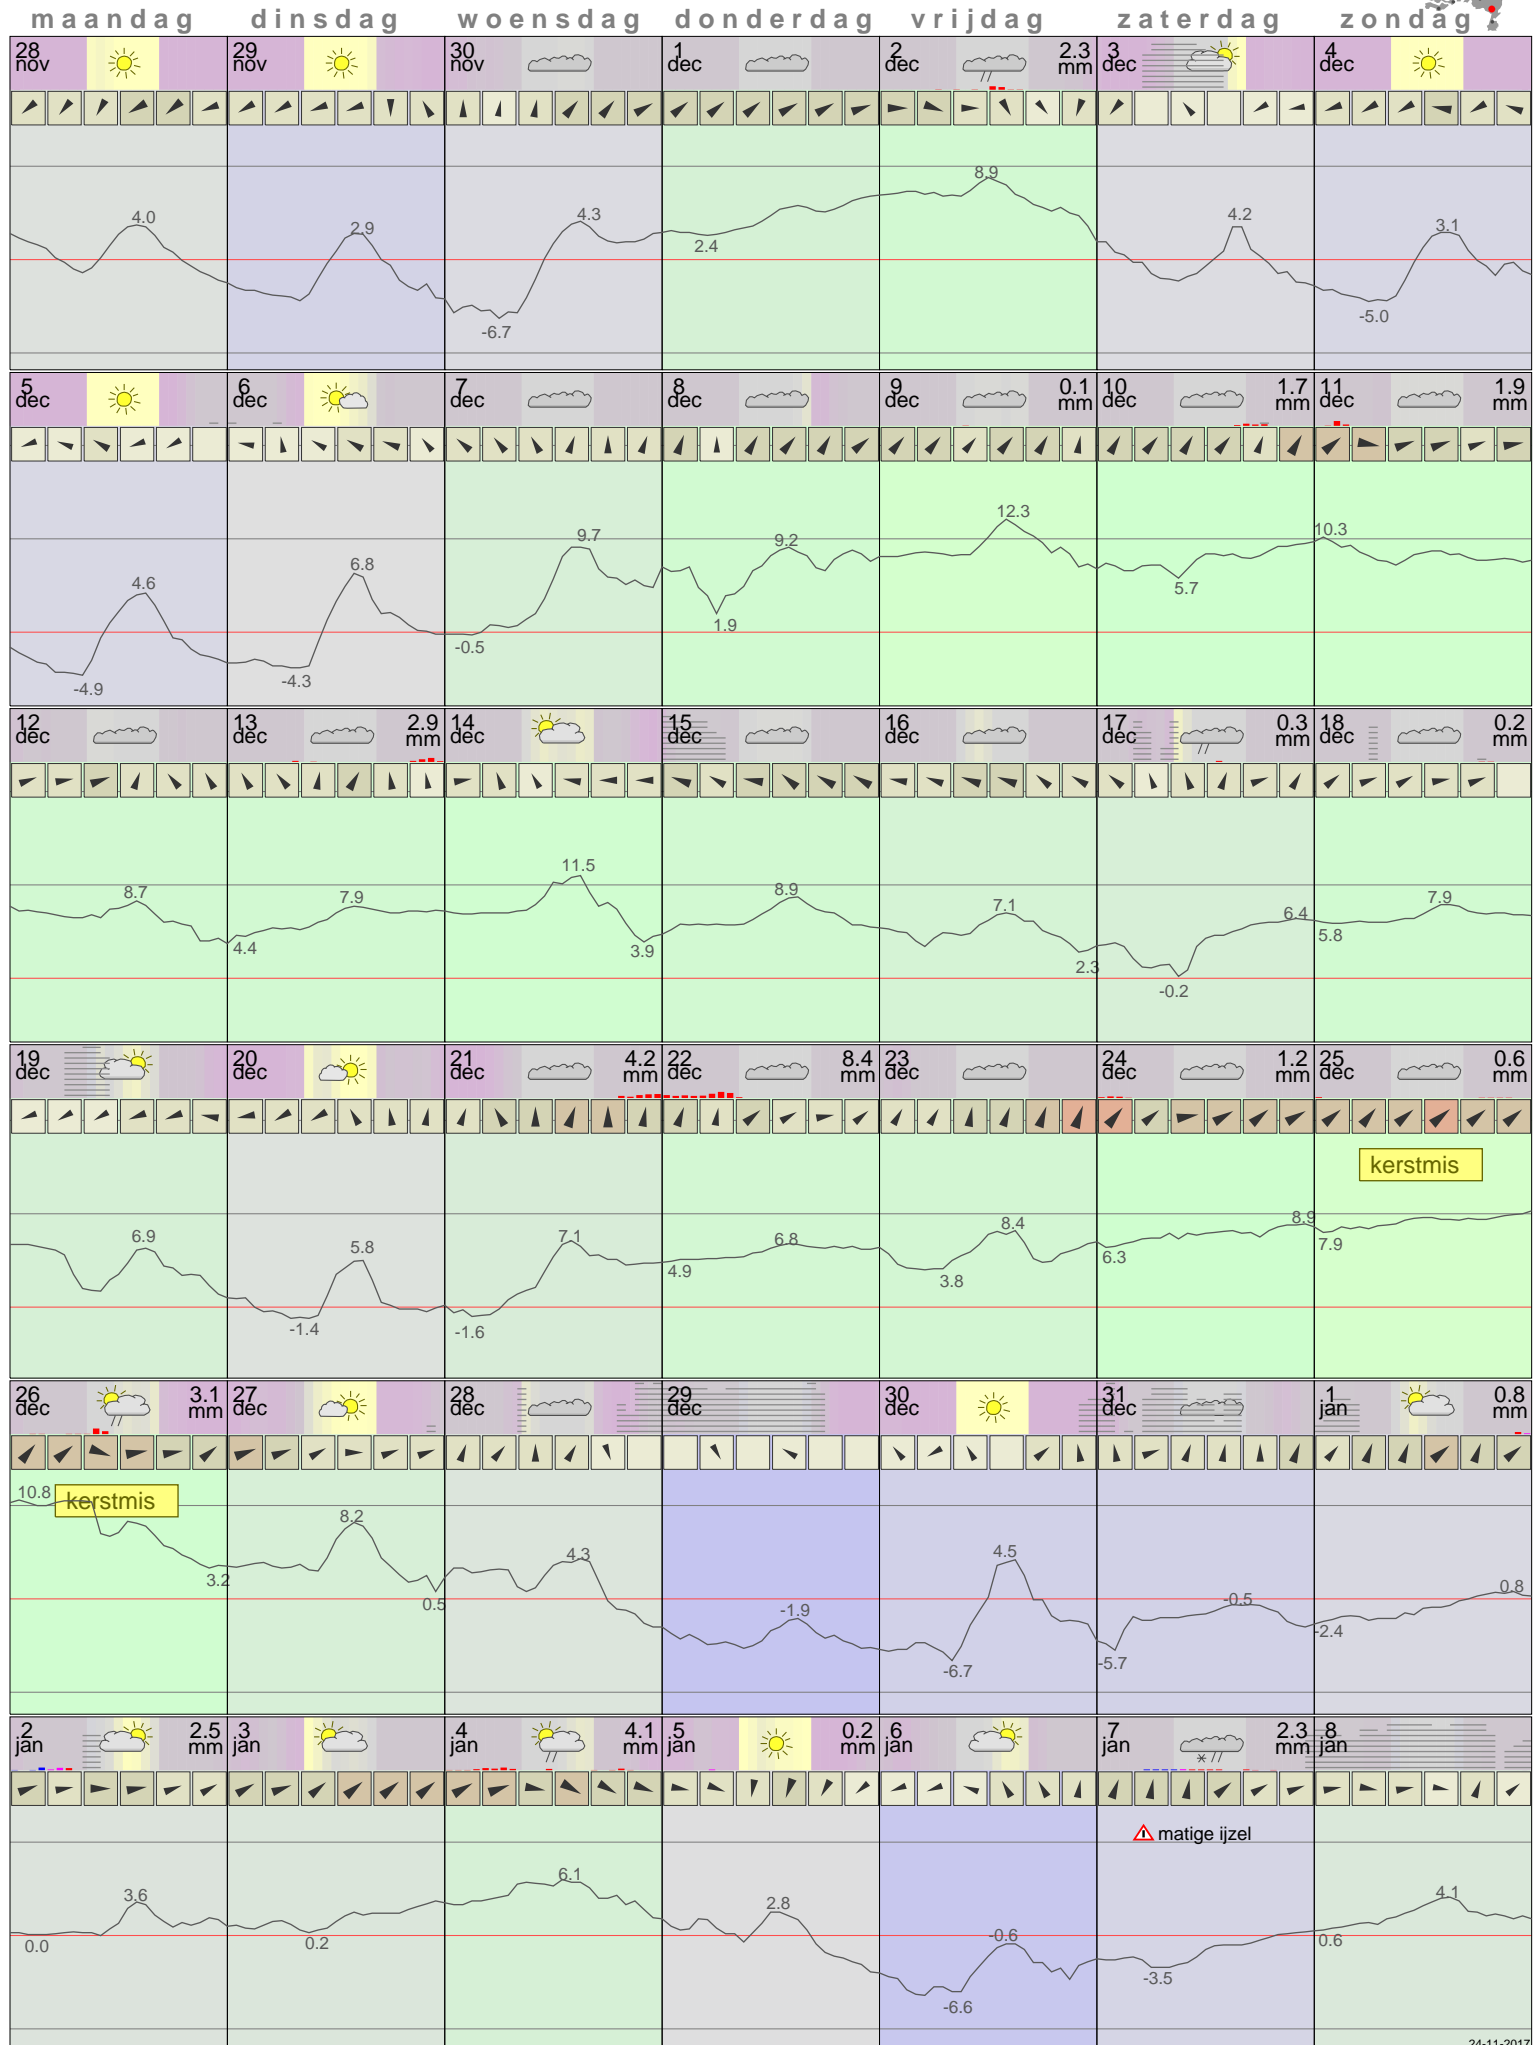 maandag dinsdag woensdag donderdag vrijdag zaterdag zondag
28 29 30 1 2 2.3 3 4
nov nov nov dec dec mm dec dec
8.9
4.0 2.9 4.3 4.2 3.1
2.4
-6.7 -5.0
5 6 7 8 9 0.1 10 1.7 11 1.9
dec dec dec dec dec mm dec mm dec mm
12.3
9.7 9.2 10.3
4.6 6.8 5.7
1.9
-0.5
-4.9 -4.3
12 13 2.9 14 15 16 17 0.3 18 0.2
dec dec mm dec dec dec dec mm dec mm
11.5
8.7 7.9 8.9 7.1 6.4 7.9
4.4 3.9 2.3 5.8
-0.2
19 20 21 4.2 22 8.4 23 24 1.2 25 0.6
dec dec dec mm dec mm dec dec mm dec mm
kerstmis
6.9 5.8 7.1 6.8 8.4 8.9
4.9 3.8 6.3 7.9
-1.4 -1.6
26 3.1 27 28 29 30 31 1 0.8
dec mm dec dec dec dec dec jan mm
10.8 kerstmis
8.2 4.3 4.5
3.2 0.5 -1.9 -0.5 0.8
-6.7 -5.7 -2.4
2 2.5 3 4 4.1 5 0.2 6 7 2.3 8
jan mm jan jan mm jan mm jan jan mm jan
matige ijzel
3.6 6.1 2.8 -0.6 4.1
0.0 0.2 0.6
-6.6 -3.5
24-11-2017